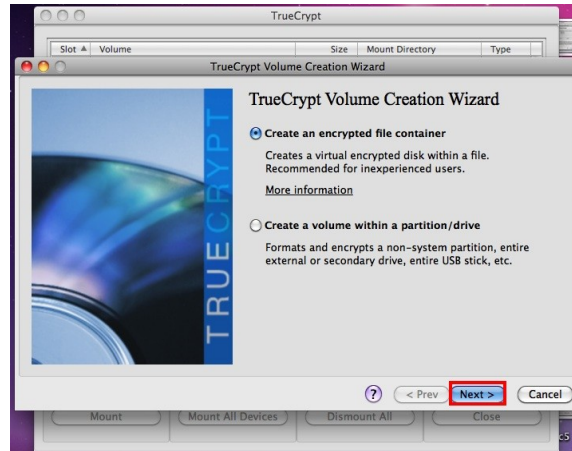 TrueCrypt
Slot Volume Size Mount Directory Type
TrueCrypt Volume Creation Wizard
TRUECRYPT
TrueCrypt Volume Creation Wizard
Create an encrypted file container
Creates a virtual encrypted disk within a file.
Recommended for inexperienced users.
More information
Create a volume within a partition/drive
Formats and encrypts a non-system partition, entire
external or secondary drive, entire USB stick, etc.
? < Prev Next > Cancel
Mount Mount All Devices Dismount All Close
c5